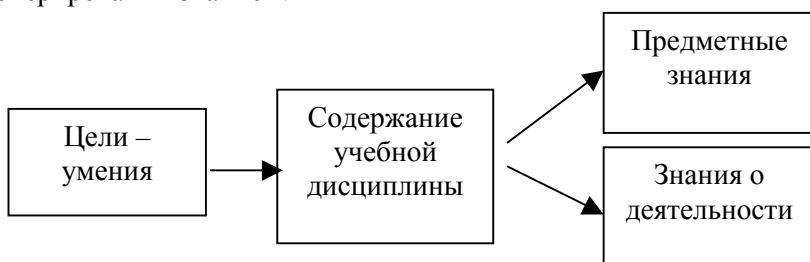 Предметные
знания
Цели –
умения
Содержание
учебной
дисциплины
Знания о
деятельности